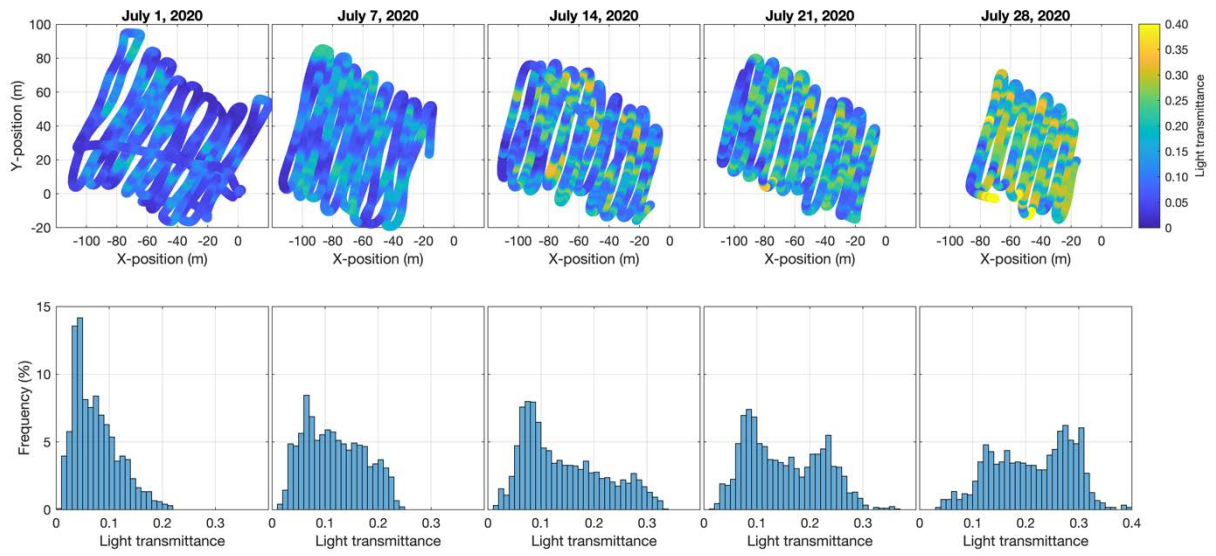 July 1, 2020 July 7, 2020 July 14, 2020 July 21, 2020 July 28, 2020
100 80 60 40 20 0 -20
Y-position (m)
-100 -80 -60 -40 -20 0 -100 -80 -60 -40 -20 0 -100 -80 -60 -40 -20 0 -100 -80 -60 -40 -20 0 -100 -80 -60 -40 -20 0
X-position (m) X-position (m) X-position (m) X-position (m) X-position (m)
0.40 0.35 0.30 0.25 0.20 0.15 0.10 0.05 0
Light transmittance
15 10 5 0
Frequency (%)
0 0.1 0.2 0.3 0 0.1 0.2 0.3 0 0.1 0.2 0.3 0 0.1 0.2 0.3 0 0.1 0.2 0.3 0.4
Light transmittance Light transmittance Light transmittance Light transmittance Light transmittance